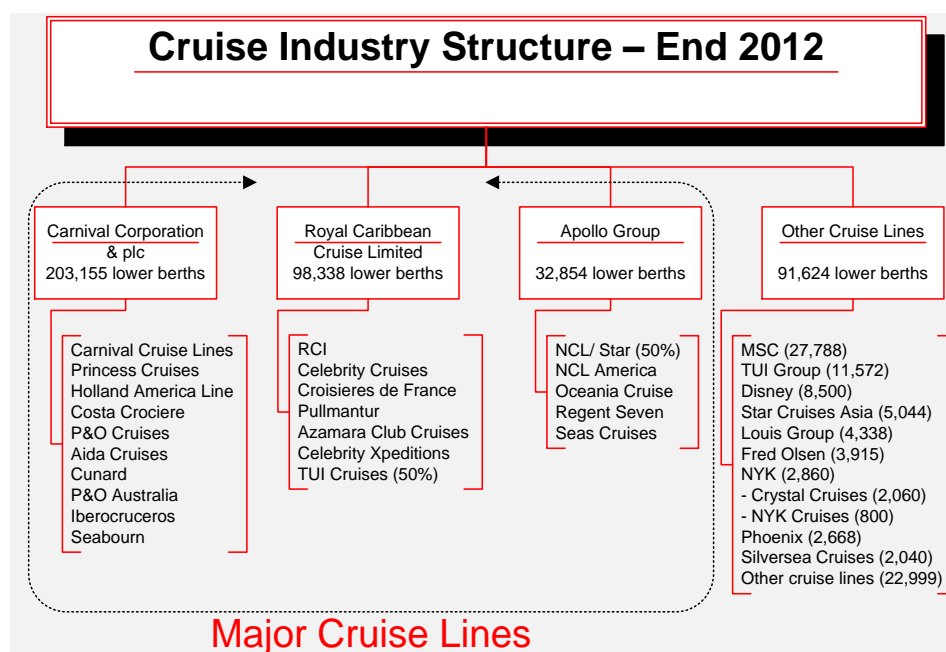 Cruise Industry Structure – End 2012
Carnival Corporation
& plc
203,155 lower berths
Royal Caribbean
Cruise Limited
98,338 lower berths
Apollo Group
32,854 lower berths
Other Cruise Lines
91,624 lower berths
Carnival Cruise Lines
Princess Cruises
Holland America Line
Costa Crociere
P&O Cruises
Aida Cruises
Cunard
P&O Australia
Iberocruceros
Seabourn
RCI
Celebrity Cruises
Croisieres de France
Pullmantur
Azamara Club Cruises
Celebrity Xpeditions
TUI Cruises (50%)
NCL/ Star (50%)
NCL America
Oceania Cruise
Regent Seven
Seas Cruises
MSC (27,788)
TUI Group (11,572)
Disney (8,500)
Star Cruises Asia (5,044)
Louis Group (4,338)
Fred Olsen (3,915)
NYK (2,860)
- Crystal Cruises (2,060)
- NYK Cruises (800)
Phoenix (2,668)
Silversea Cruises (2,040)
Other cruise lines (22,999)
Major Cruise Lines